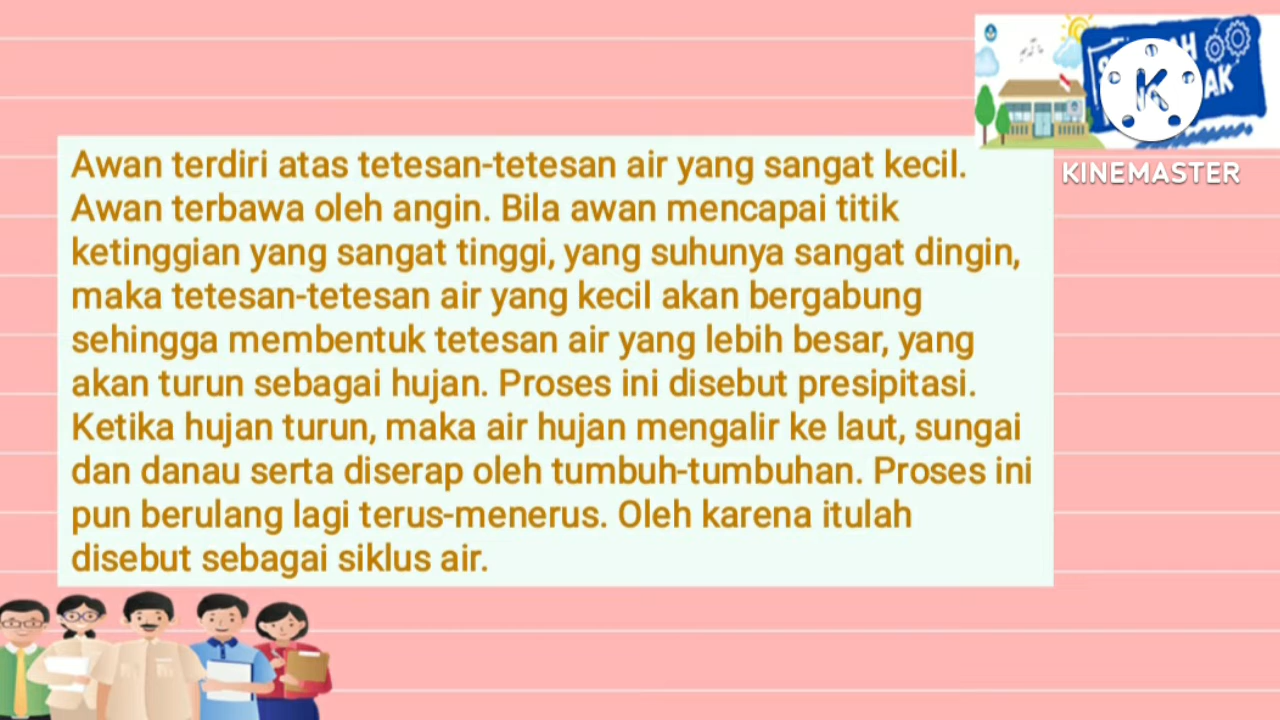 Awan terdiri atas tetesan-tetesan air yang sangat kecil.
Awan terbawa oleh angin. Bila awan mencapai titik
ketinggian yang sangat tinggi, yang suhunya sangat dingin,
maka tetesan-tetesan air yang kecil akan bergabung
sehingga membentuk tetesan air yang lebih besar, yang
akan turun sebagai hujan. Proses ini disebut presipitasi.
Ketika hujan turun, maka air hujan mengalir ke laut, sungai
dan danau serta diserap oleh tumbuh-tumbuhan. Proses ini
pun berulang lagi terus-menerus. Oleh karena itulah
disebut sebagai siklus air.
K
KINEMASTER